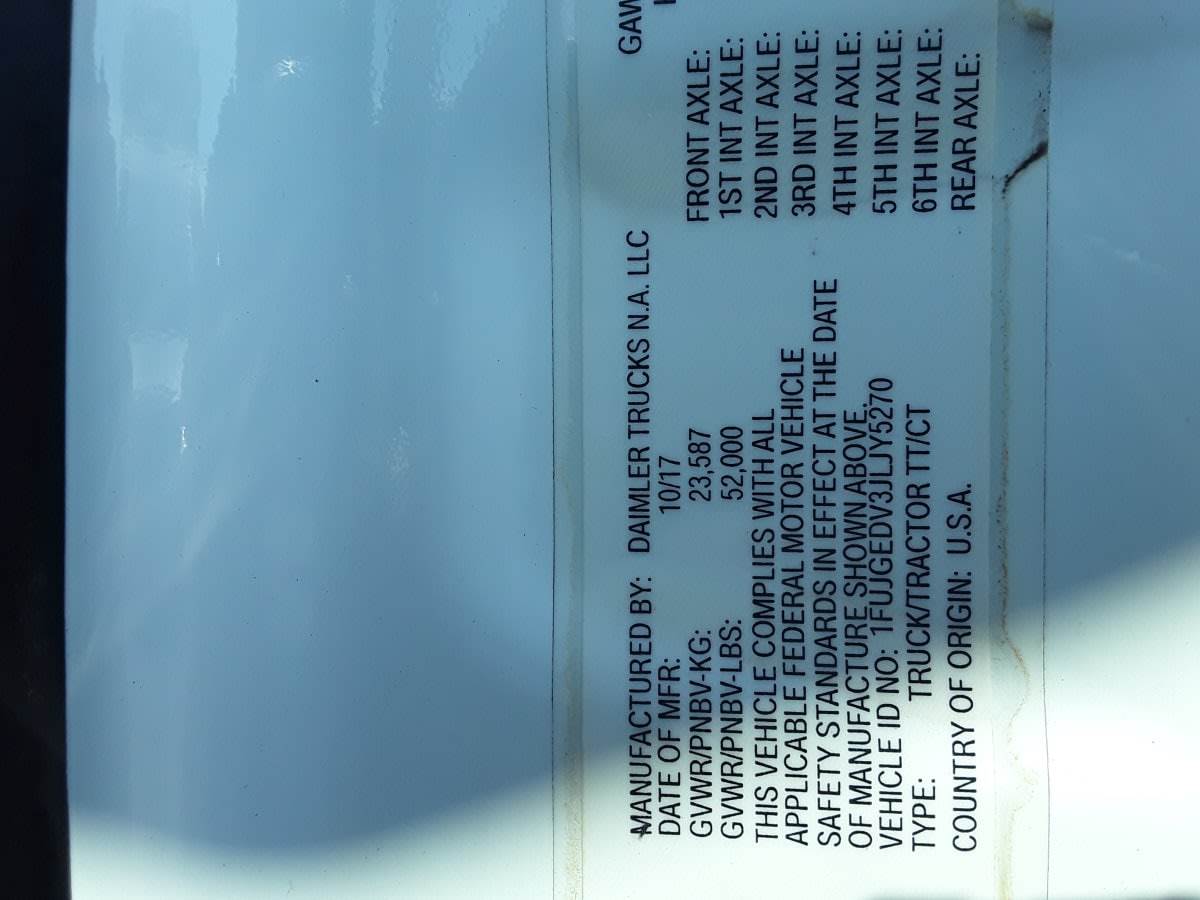 MANUFACTURED BY: DAIMLER TRUCKS N.A. LLC
DATE OF MFR: 10/17
GVWR/PNBV-KG: 23,587
GVWR/PNBV-LBS: 52,000
THIS VEHICLE COMPLIES WITH ALL
APPLICABLE FEDERAL MOTOR VEHICLE
SAFETY STANDARDS IN EFFECT AT THE DATE
OF MANUFACTURE SHOWN ABOVE.
VEHICLE ID NO: 1FUJGEDV3JLJY5270
TYPE: TRUCK/TRACTOR TT/CT
COUNTRY OF ORIGIN: U.S.A.
FRONT AXLE:
1ST INT AXLE:
2ND INT AXLE:
3RD INT AXLE:
4TH INT AXLE:
5TH INT AXLE:
6TH INT AXLE:
REAR AXLE: